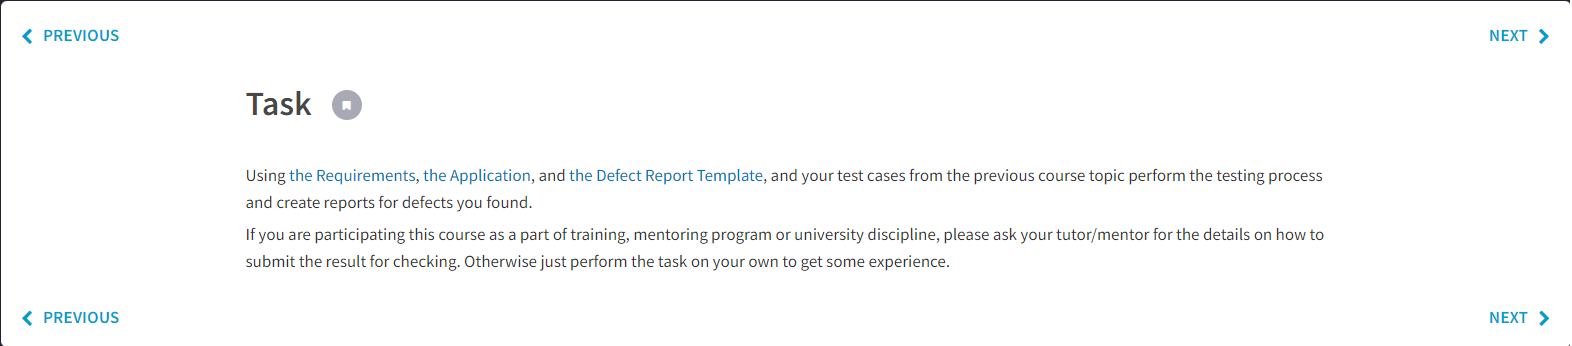 PREVIOUS
NEXT
Task
Using the Requirements, the Application, and the Defect Report Template, and your test cases from the previous course topic perform the testing process
and create reports for defects you found.
If you are participating this course as a part of training, mentoring program or university discipline, please ask your tutor/mentor for the details on how to
submit the result for checking. Otherwise just perform the task on your own to get some experience.
PREVIOUS
NEXT